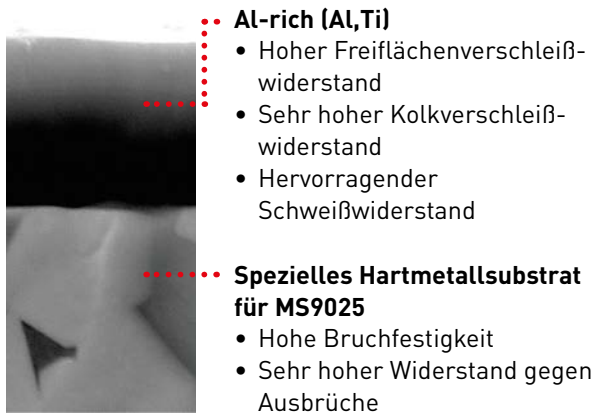 Al-rich (Al,Ti)
• Hoher Freiflächenverschleiß-
widerstand
• Sehr hoher Kolkverschleiß-
widerstand
• Hervorragender
Schweißwiderstand
Spezielles Hartmetallsubstrat
für MS9025
• Hohe Bruchfestigkeit
• Sehr hoher Widerstand gegen
Ausbrüche